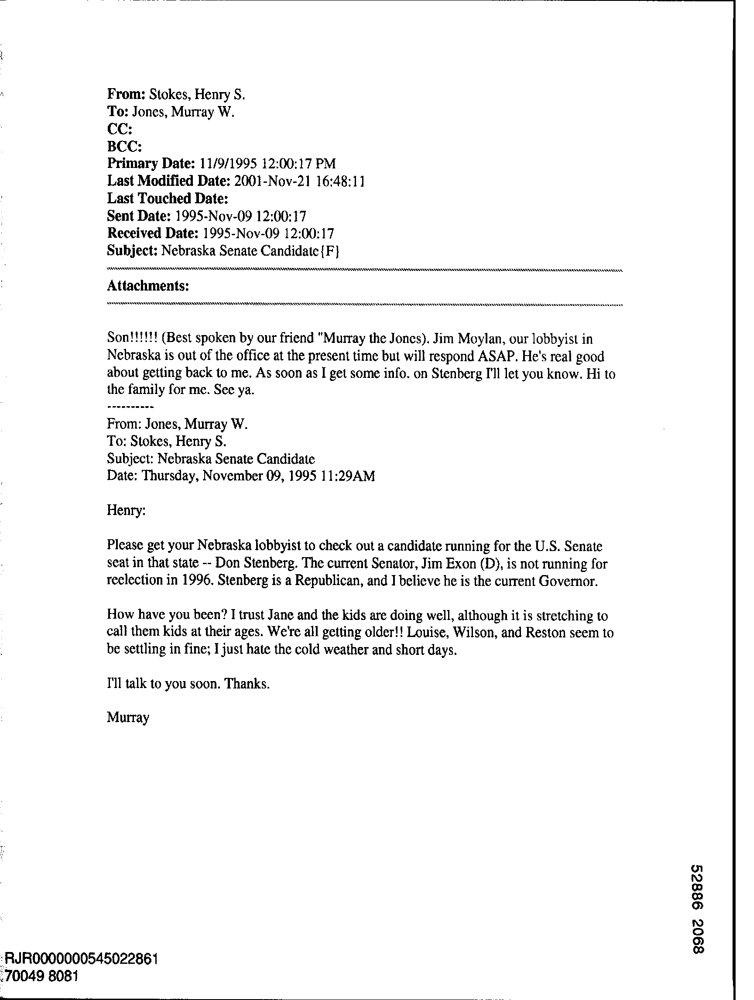 From: Stokes, Henry S.
To: Jones, Murray W.
CC:
BCC:
Primary Date: 11/9/1995 12:00:17 PM
Last Modified Date: 2001-Nov-21 16:48:11
Last Touched Date:
Sent Date: 1995-Nov-09 12:00:17
Received Date: 1995-Nov-09 12:00:17
Subject: Nebraska Senate Candidate{F}
Attachments:
Son!!!!!! (Best spoken by our friend "Murray the Jones). Jim Moylan, our lobbyist in
Nebraska is out of the office at the present time but will respond ASAP. He's real good
about getting back to me. As soon as I get some info. on Stenberg I'll let you know. Hi to
the family for me. See ya.
----------
From: Jones, Murray W.
To: Stokes, Henry S.
Subject: Nebraska Senate Candidate
Date: Thursday, November 09, 1995 11:29AM
Henry:
Please get your Nebraska lobbyist to check out a candidate running for the U.S. Senate
seat in that state -- Don Stenberg. The current Senator, Jim Exon (D), is not running for
reelection in 1996. Stenberg is a Republican, and I believe he is the current Governor.
How have you been? I trust Jane and the kids are doing well, although it is stretching to
call them kids at their ages. We're all getting older!! Louise, Wilson, and Reston seem to
be settling in fine; I just hate the cold weather and short days.
I'll talk to you soon. Thanks.
Murray
52886 2068
RJR0000000545022861
70049 8081